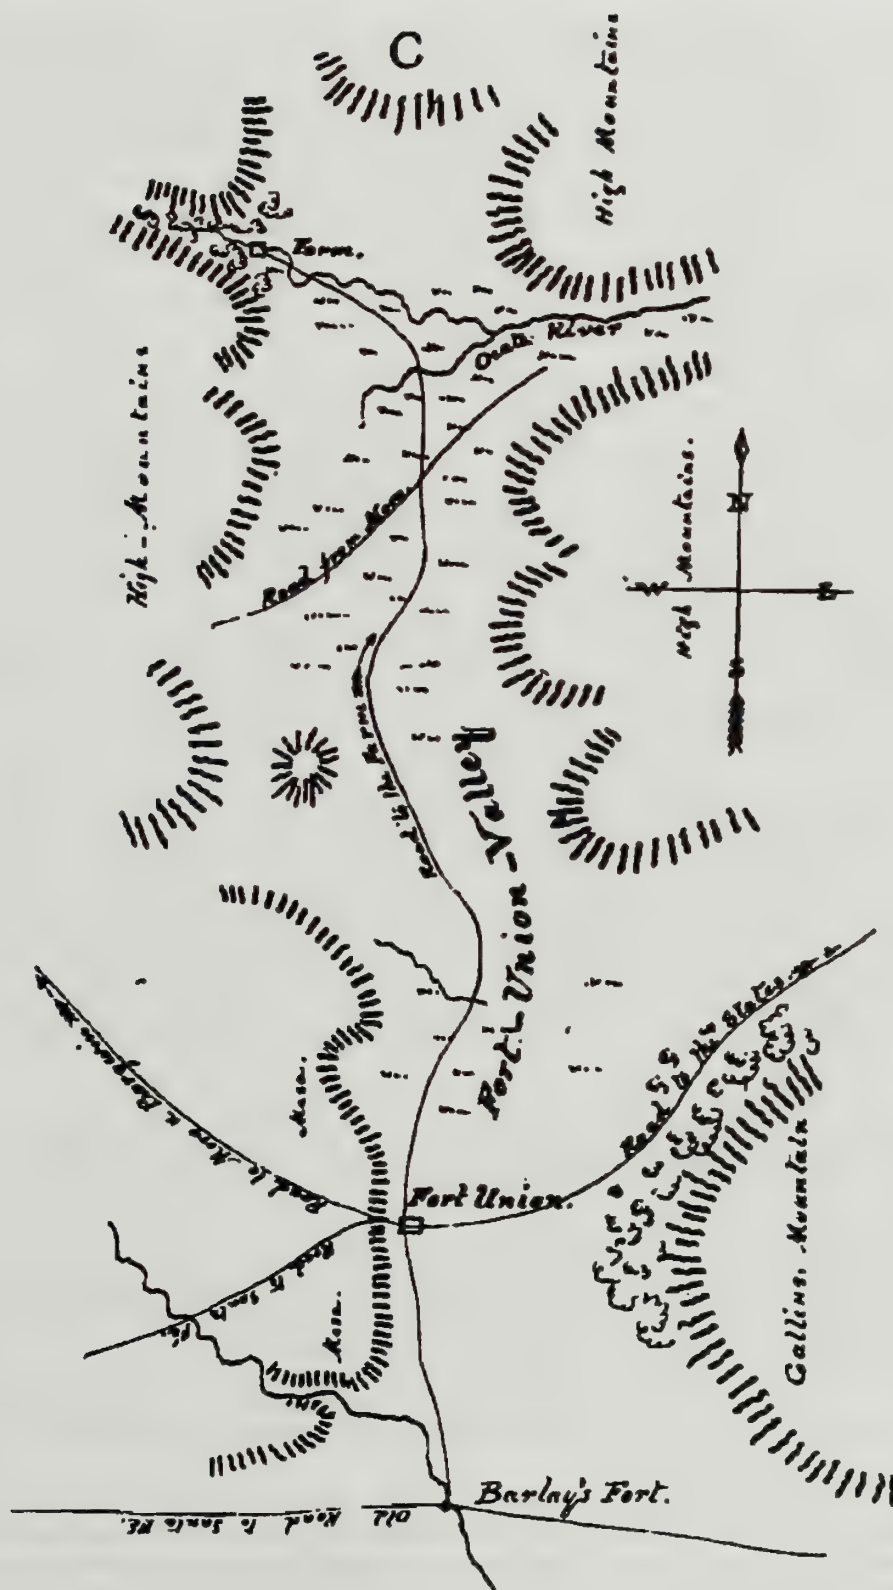 C
High Mountains
Farm.
Ocate River
High-Mountains
High Mountains.
N
W
E
S
Road from Mora.
Road to the Farm
Fort-Union-Valley
Road to the States.
Mesa.
Road to Mora
Fort Union.
Road to Santa Fe.
Mesa.
Gallinas Mountain
Barlay's Fort.
Old Road to Santa Fé.